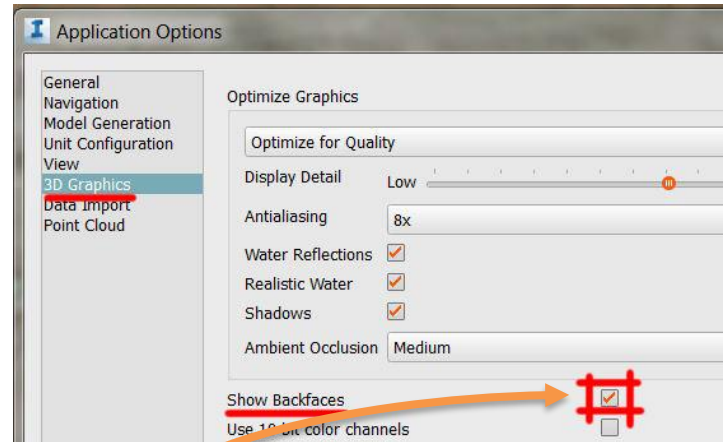 Application Options
General
Navigation
Model Generation
Unit Configuration
View
3D Graphics
Data Import
Point Cloud
Optimize Graphics
Optimize for Quality
Display Detail Low
Antialiasing 8x
Water Reflections
Realistic Water
Shadows
Ambient Occlusion Medium
Show Backfaces
Use bit color channels